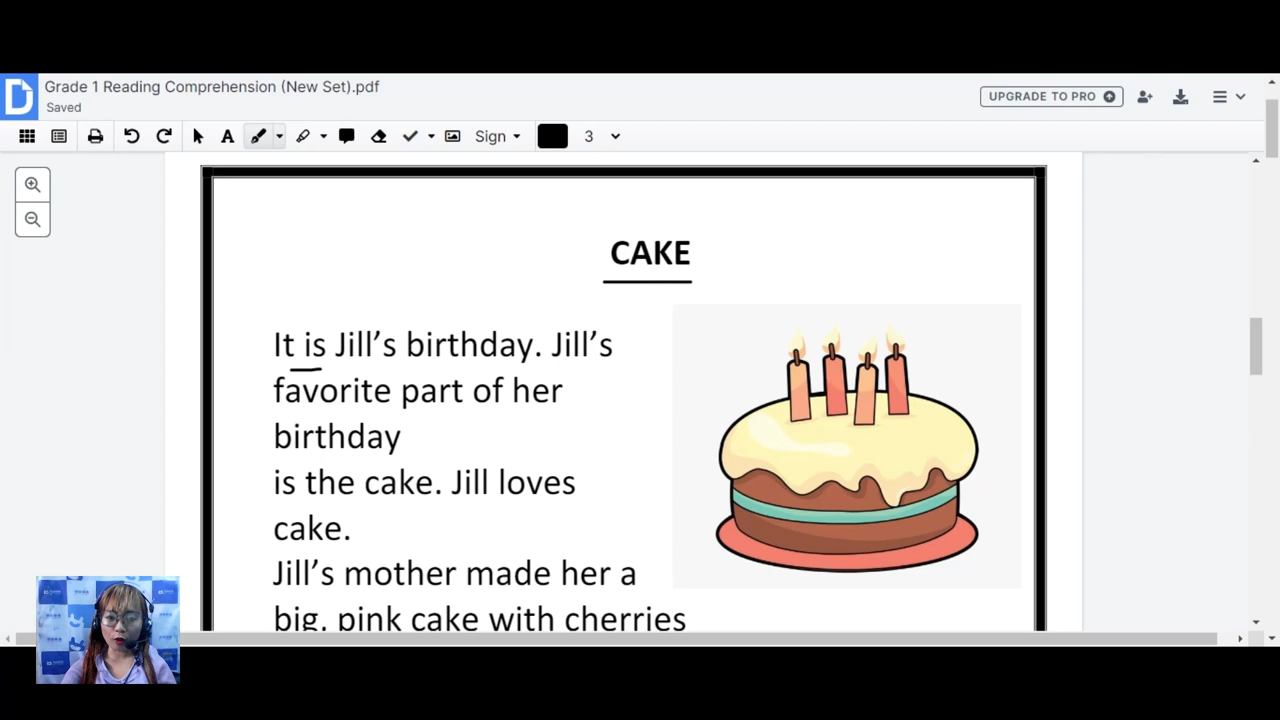 Grade 1 Reading Comprehension (New Set).pdf
Saved
UPGRADE TO PRO
A
Sign
3
CAKE
It is Jill’s birthday. Jill’s
favorite part of her
birthday
is the cake. Jill loves
cake.
Jill’s mother made her a
big, pink cake with cherries